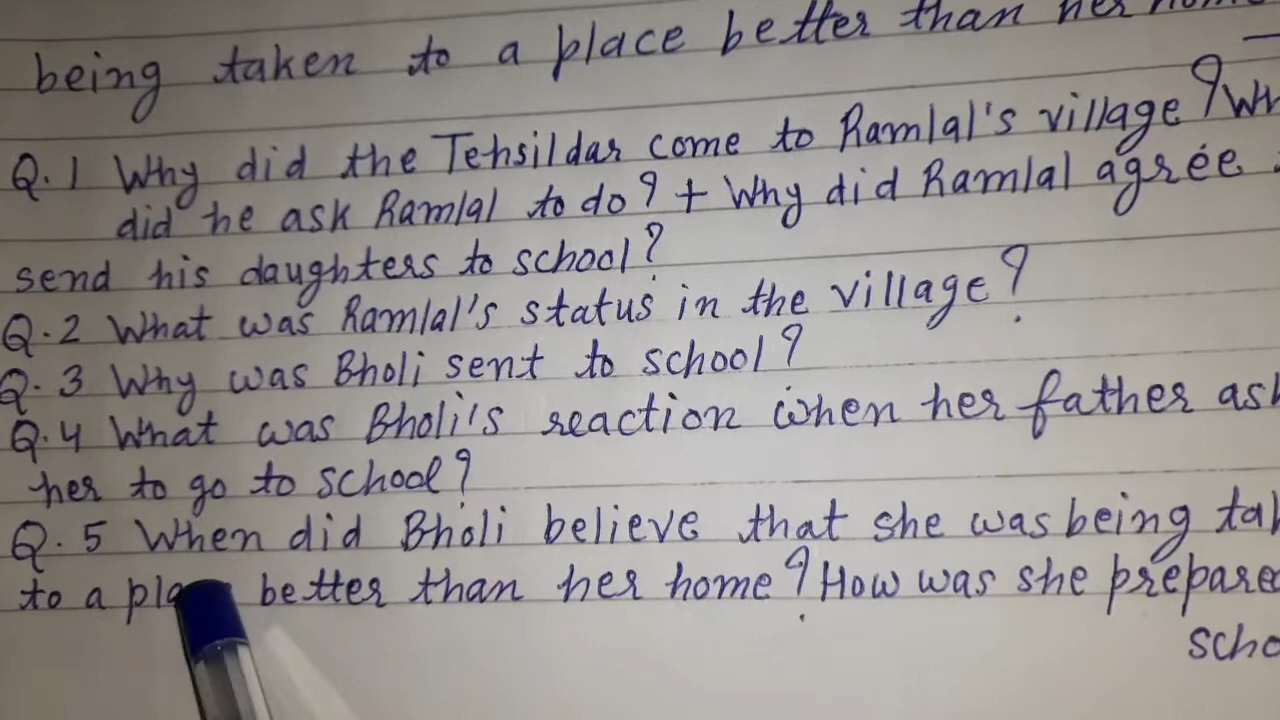 being taken to a place better than her home
Q.1 Why did the Tehsildar come to Ramlal's village ? Wh
did he ask Ramlal to do? + Why did Ramlal agree
send his daughters to school?
Q.2 What was Ramlal's status in the village?
Q.3 Why was Bholi sent to school?
Q.4 What was Bholi's reaction when her father ask
her to go to school?
Q.5 When did Bholi believe that she was being tak
to a pla better than her home? How was she prepare
scho